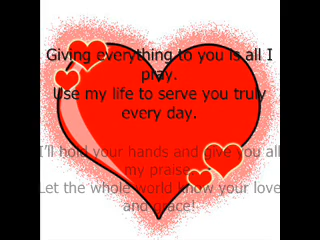 Giving everything to you is all I
pray.
Use my life to serve you truly
every day.
I'll hold your hands and give you all
my praise
Let the whole world know your love
and grace!